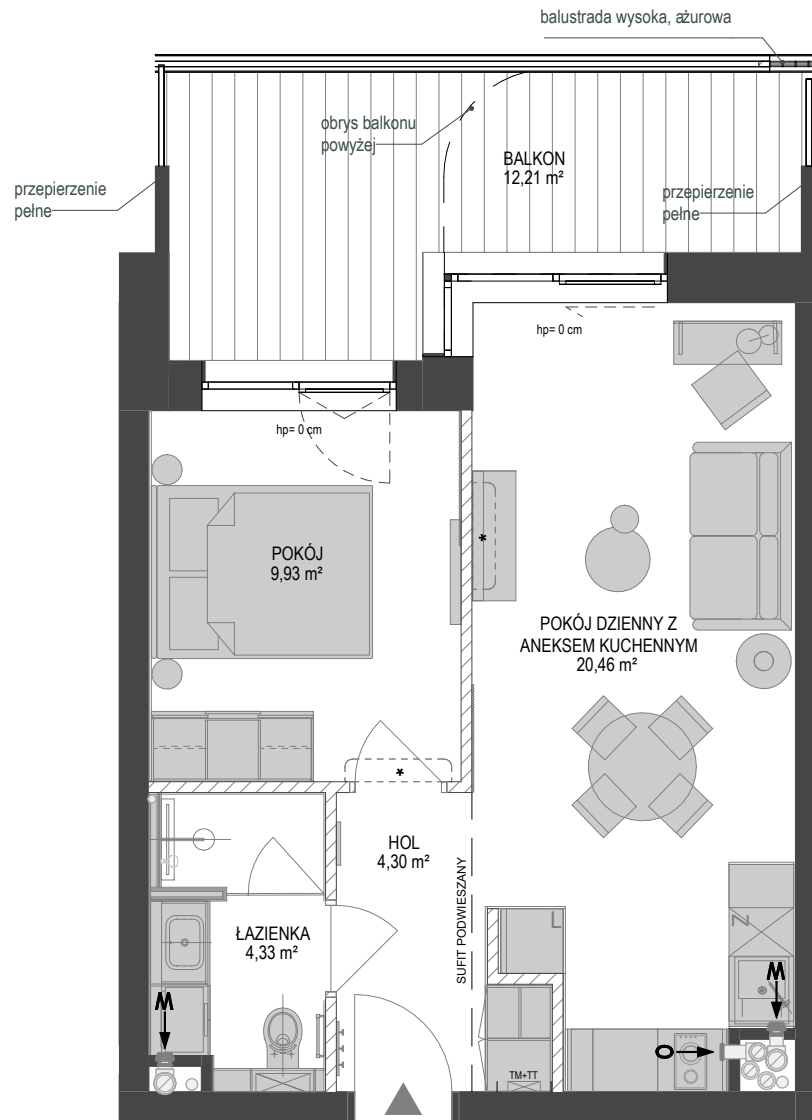 balustrada wysoka, ażurowa
obrys balkonu
powyżej
BALKON
12,21 m²
przepierzenie
pełne
przepierzenie
pełne
hp= 0 cm
hp= 0 cm
POKÓJ
9,93 m²
*
POKÓJ DZIENNY Z
ANEKSEM KUCHENNYM
20,46 m²
*
HOL
4,30 m²
SUFIT PODWIESZANY
L
Z
ŁAZIENKA
4,33 m²
M
M
O
TM+TT